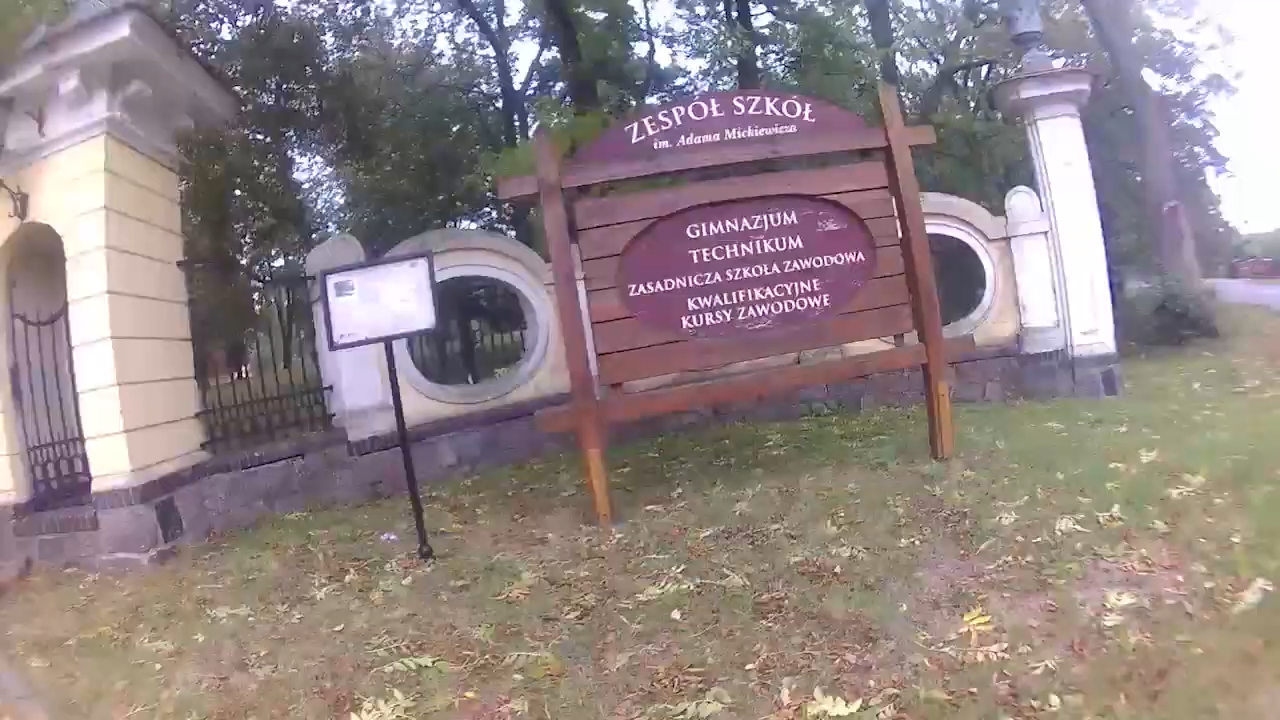 ZESPÓŁ SZKÓŁ
im. Adama Mickiewicza
GIMNAZJUM
TECHNIKUM
ZASADNICZA SZKOŁA ZAWODOWA
KWALIFIKACYJNE
KURSY ZAWODOWE